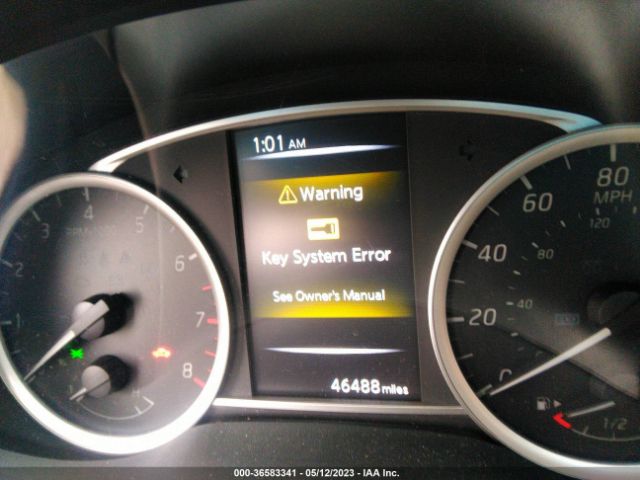 1:01 AM
Warning
Key System Error
See Owner's Manual
46488 miles
1
2
3
4
5
6
7
8
H
20
40
60
80
MPH
40
80
120
0
1/2
000-36583341 - 05/12/2023 - IAA Inc.